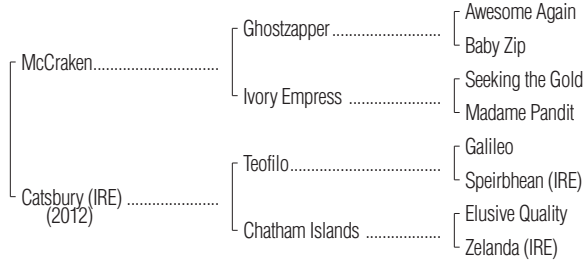 Awesome Again
Ghostzapper
Baby Zip
McCraken
Seeking the Gold
Ivory Empress
Madame Pandit
Galileo
Teofilo
Speirbhean (IRE)
Catsbury (IRE)
(2012)
Elusive Quality
Chatham Islands
Zelanda (IRE)